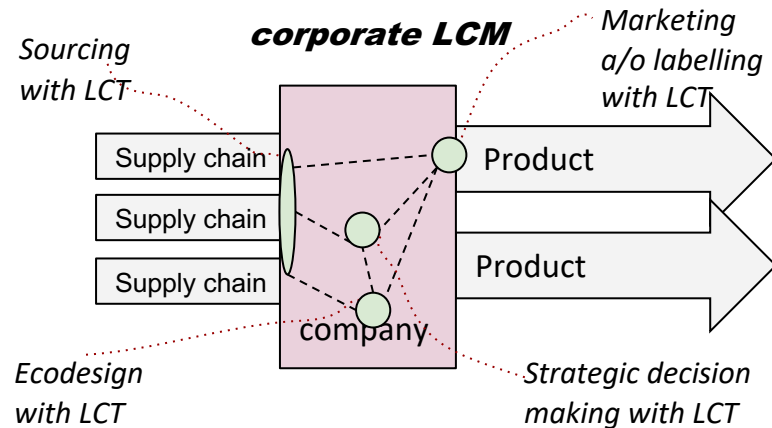 corporate LCM
Sourcing
with LCT
Marketing
a/o labelling
with LCT
Supply chain
Supply chain
Supply chain
Product
Product
company
Ecodesign
with LCT
Strategic decision
making with LCT